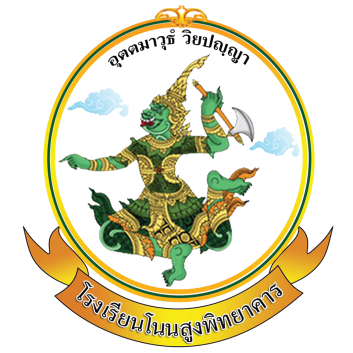 อุตตมาวุธํ วิยปญฺญา
โรงเรียนโนนสูงพิทยาคาร